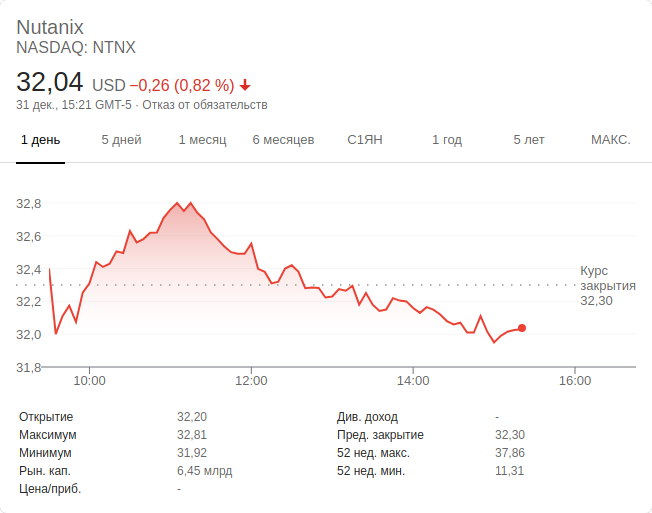 Nutanix
NASDAQ: NTNX
32,04 USD −0,26 (0,82 %)
31 дек., 15:21 GMT-5 · Отказ от обязательств
1 день 5 дней 1 месяц 6 месяцев С1ЯН 1 год 5 лет МАКС.
32,8
32,6
32,4
32,2
32,0
31,8
Курс
закрытия
32,30
10:00 12:00 14:00 16:00
Открытие 32,20 Див. доход -
Максимум 32,81 Пред. закрытие 32,30
Минимум 31,92 52 нед. макс. 37,86
Рын. кап. 6,45 млрд 52 нед. мин. 11,31
Цена/приб. -